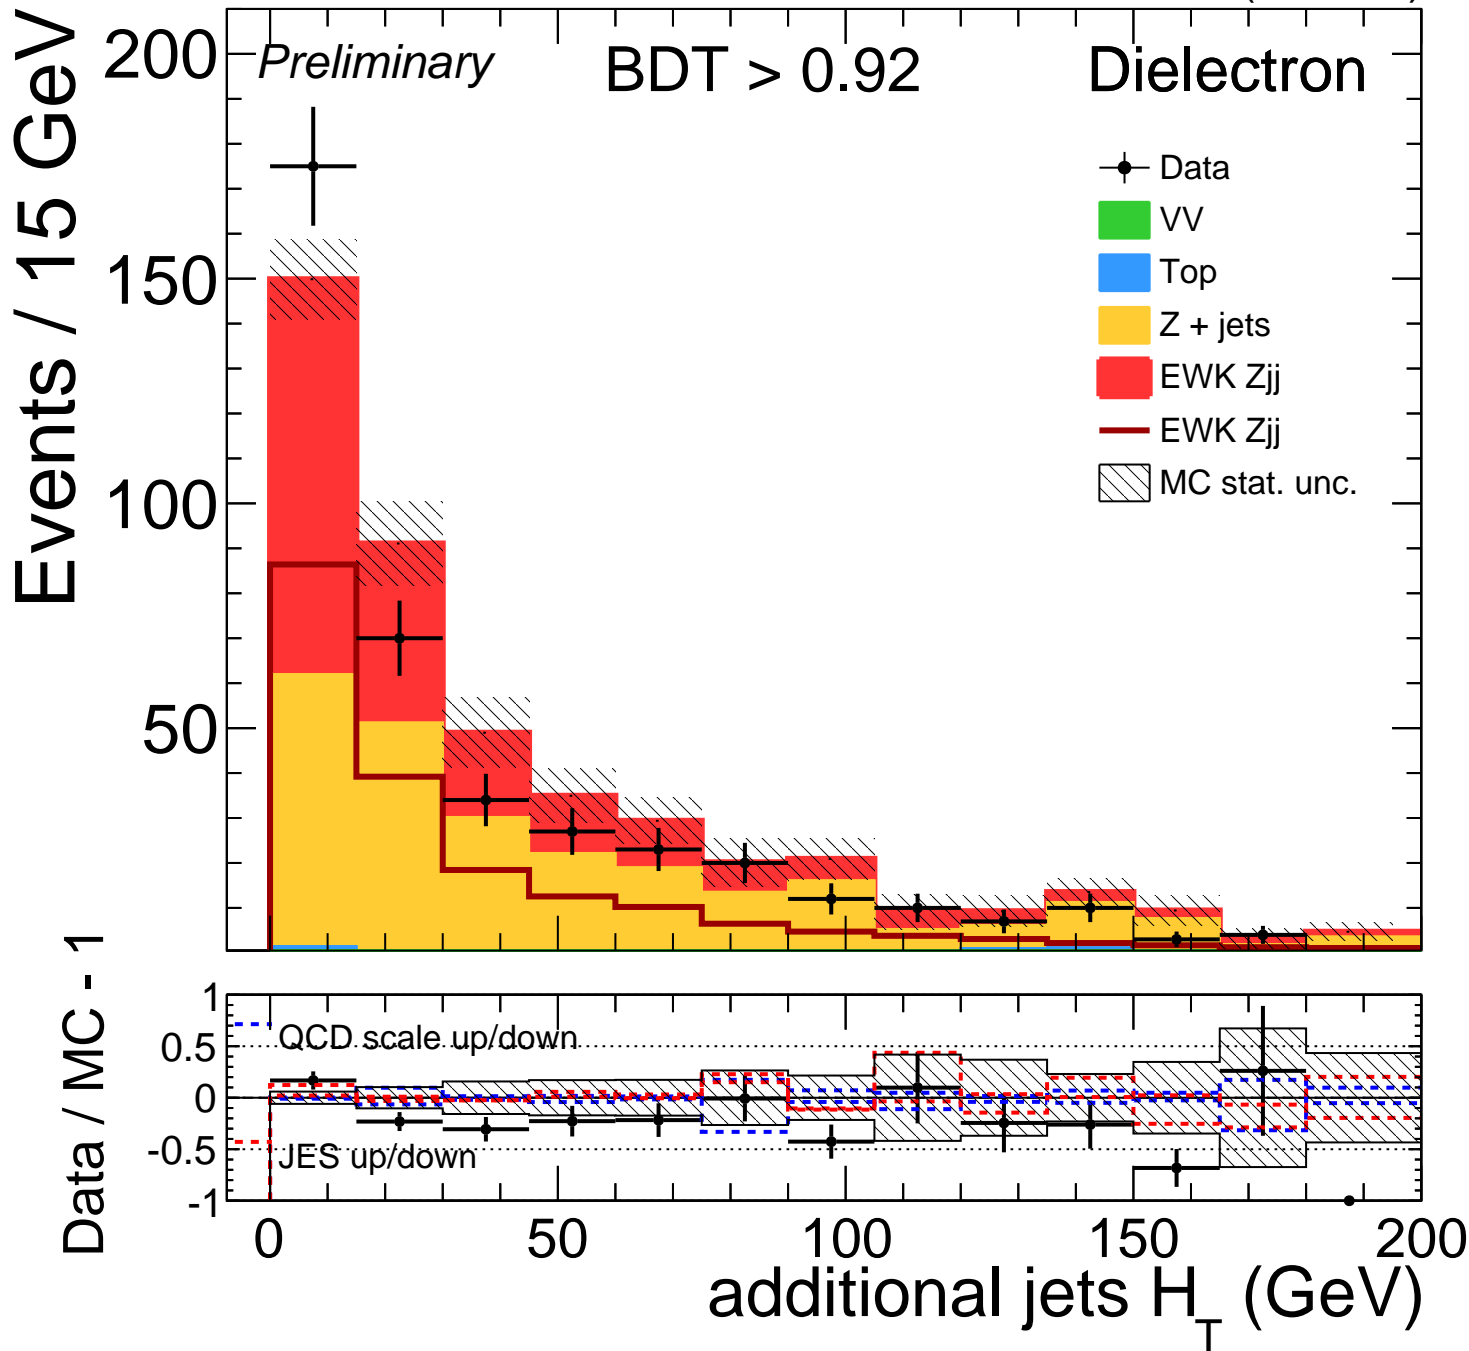 Preliminary
BDT > 0.92
Dielectron
Data
VV
Top
Z + jets
EWK Zjj
EWK Zjj
MC stat. unc.
Events / 15 GeV
200
150
100
50
Data / MC - 1
1
0.5
0
-0.5
-1
QCD scale up/down
JES up/down
0
50
100
150
200
additional jets H_T (GeV)